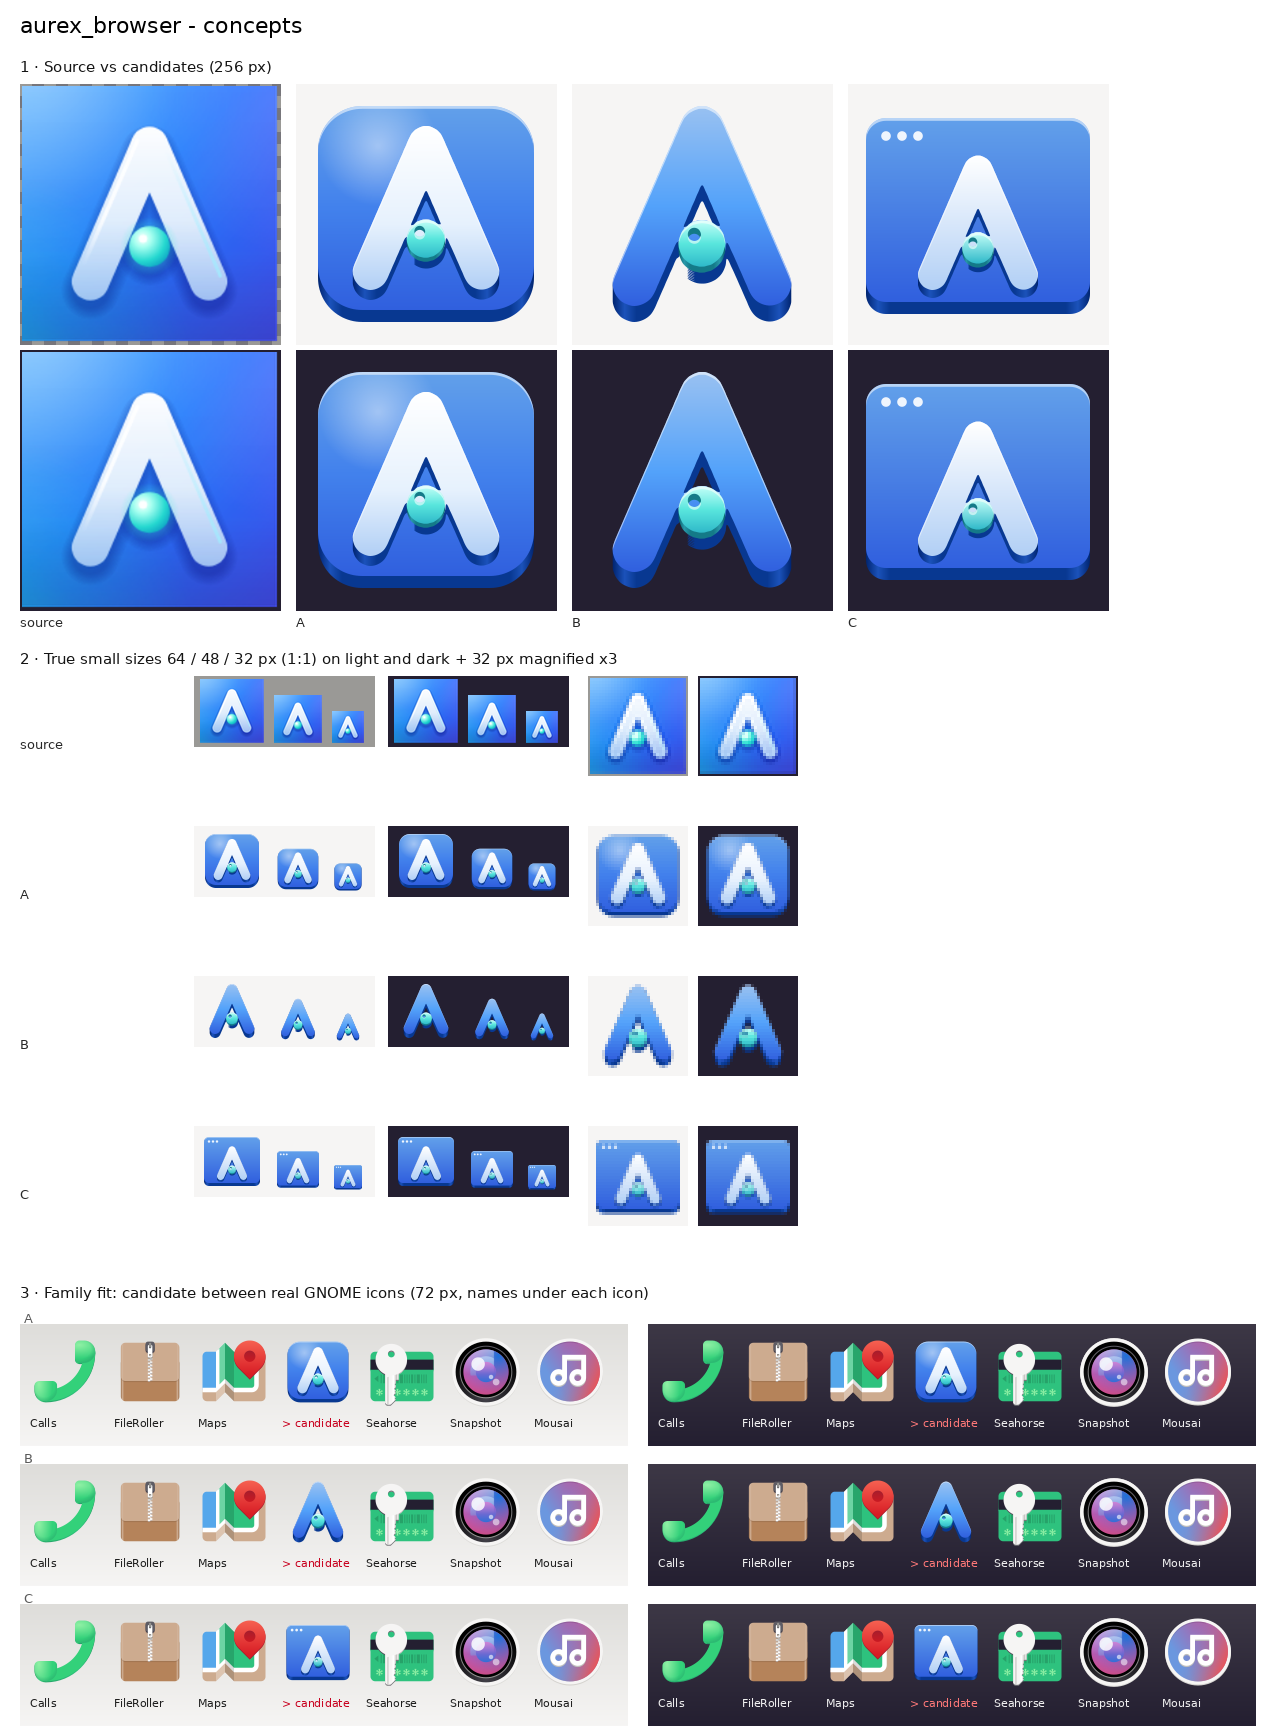 aurex_browser - concepts
1 · Source vs candidates (256 px)
source A B C
2 · True small sizes 64 / 48 / 32 px (1:1) on light and dark + 32 px magnified x3
source
A
B
C
3 · Family fit: candidate between real GNOME icons (72 px, names under each icon)
A
Calls FileRoller Maps > candidate Seahorse Snapshot Mousai Calls FileRoller Maps > candidate Seahorse Snapshot Mousai
B
Calls FileRoller Maps > candidate Seahorse Snapshot Mousai Calls FileRoller Maps > candidate Seahorse Snapshot Mousai
C
Calls FileRoller Maps > candidate Seahorse Snapshot Mousai Calls FileRoller Maps > candidate Seahorse Snapshot Mousai